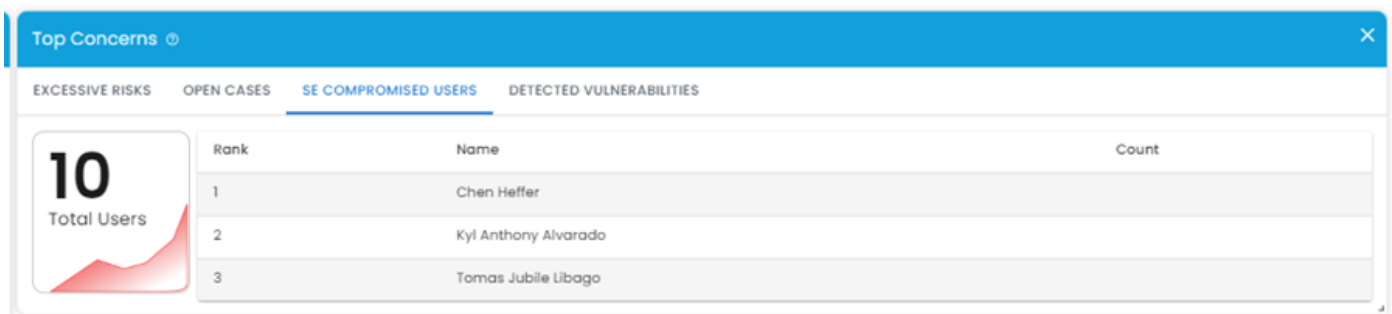 Top Concerns
EXCESSIVE RISKS OPEN CASES SE COMPROMISED USERS DETECTED VULNERABILITIES
10
Total Users
Rank Name Count
1 Chen Heffer
2 Kyl Anthony Alvarado
3 Tomas Jubile Libago